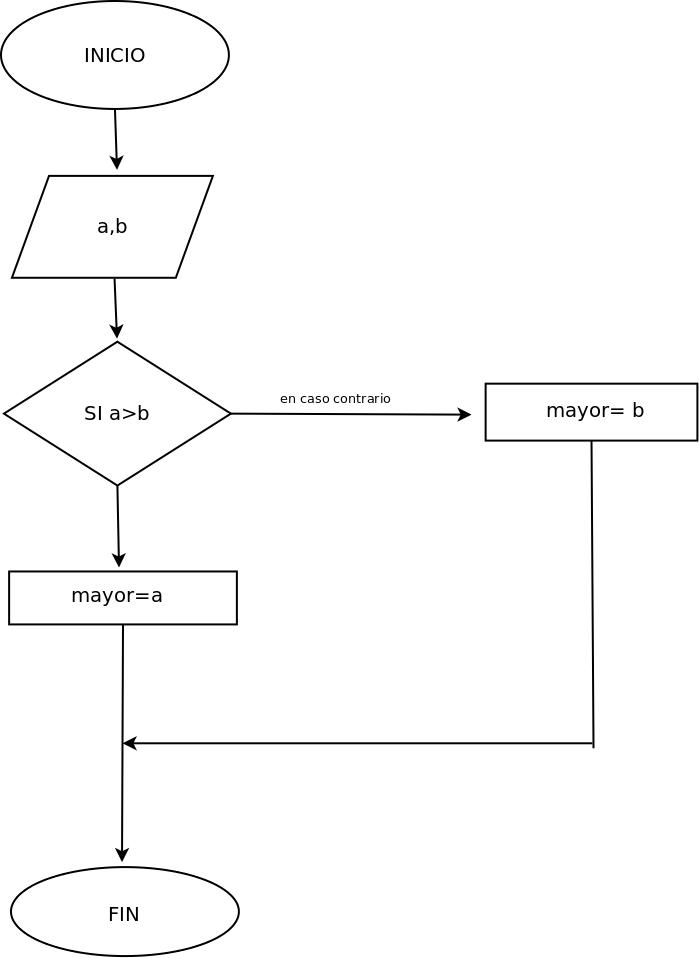 INICIO
a,b
SI a>b
en caso contrario
mayor= b
mayor=a
FIN